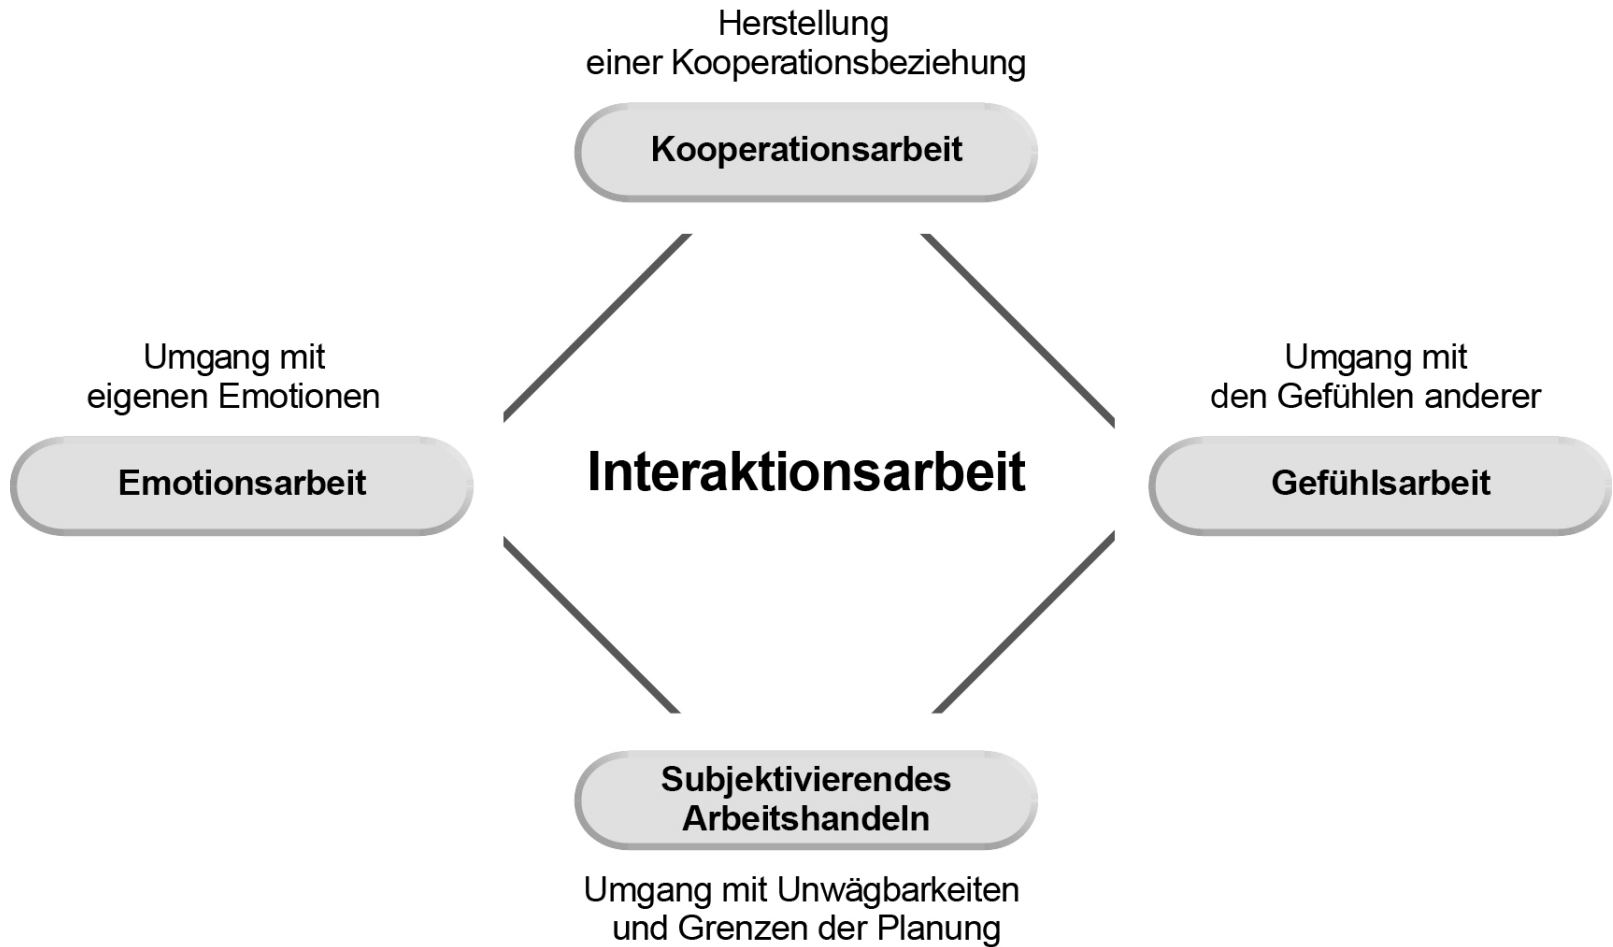 Herstellung
einer Kooperationsbeziehung
Kooperationsarbeit
Umgang mit
eigenen Emotionen
Emotionsarbeit
Interaktionsarbeit
Umgang mit
den Gefühlen anderer
Gefühlsarbeit
Subjektivierendes
Arbeitshandeln
Umgang mit Unwägbarkeiten
und Grenzen der Planung